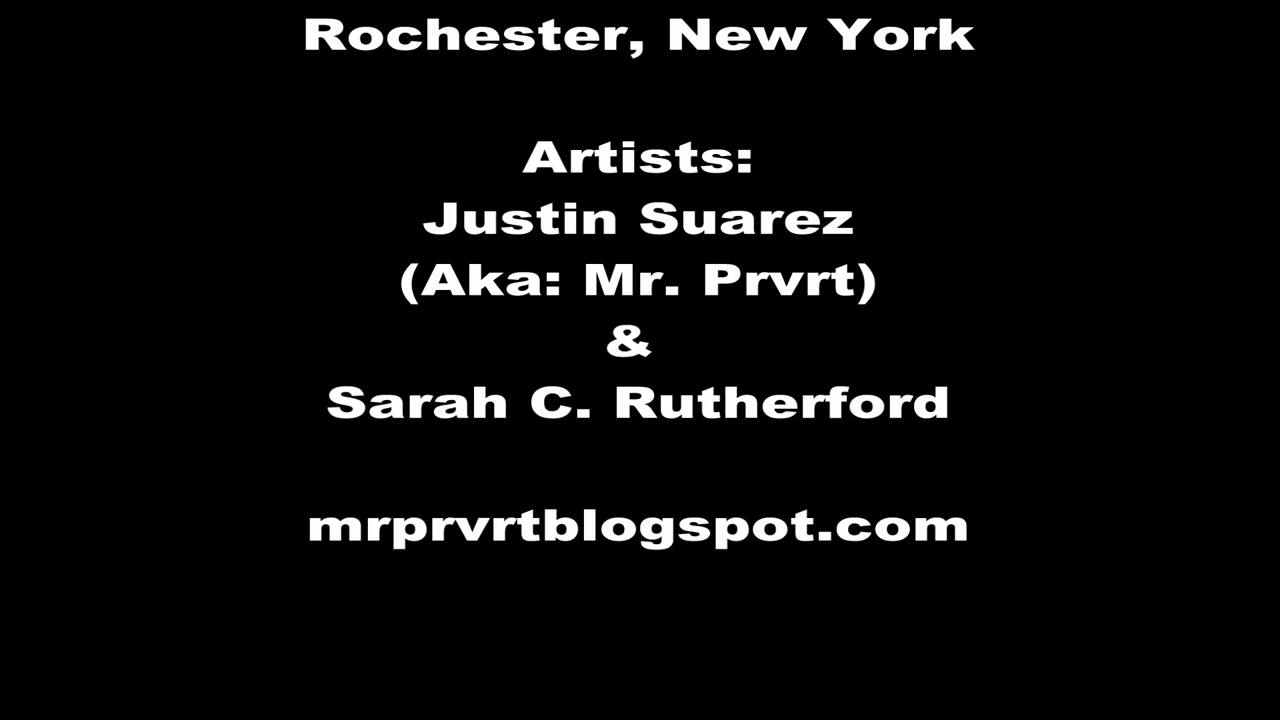 Rochester, New York
Artists:
Justin Suarez
(Aka: Mr. Prvrt)
&
Sarah C. Rutherford
mrprvrtblogspot.com